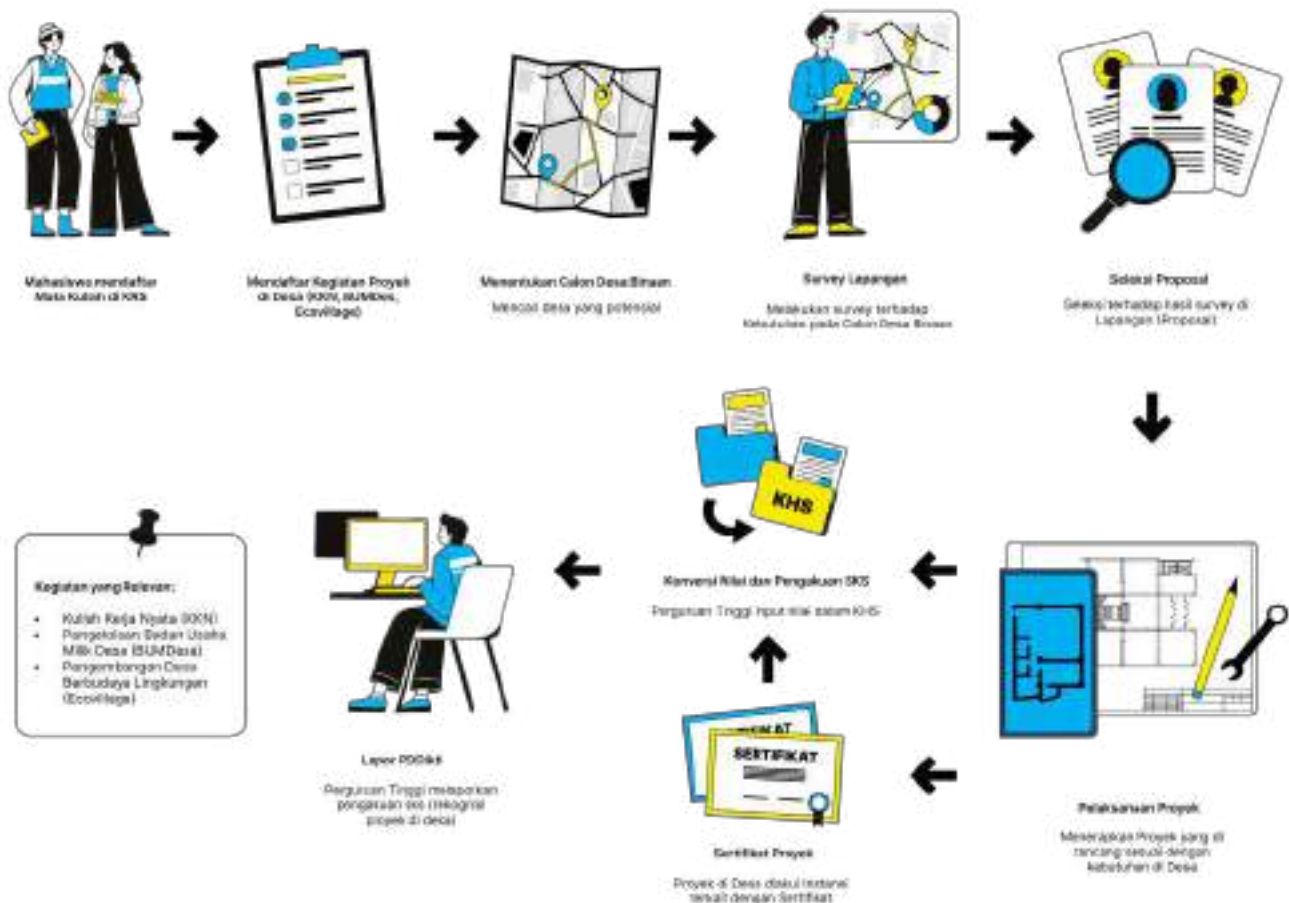 Mahasiswa mendaftar
Mata Kuliah di KRS
Mendaftar Kegiatan Proyek
di Desa (KKN, BUMDes,
Ecovillage)
Menentukan Calon Desa Binaan
Mencari desa yang potensial
Survey Lapangan
Melakukan survey terhadap
Kebutuhan pada Calon Desa Binaan
Seleksi Proposal
Seleksi terhadap hasil survey di
Lapangan (Proposal)
Kegiatan yang Relevan:
• Kuliah Kerja Nyata (KKN)
• Pengelolaan Badan Usaha
Milik Desa (BUMDesa)
• Pengembangan Desa
Berbudaya Lingkungan
(Ecovillage)
Lapor PDDikti
Perguruan Tinggi melaporkan
pengakuan sks (rekognisi
proyek di desa)
KHS
Konversi Nilai dan Pengakuan SKS
Perguruan Tinggi input nilai dalam KHS
SERTIFIKAT
Sertifikat Proyek
Proyek di Desa diakui Instansi
terkait dengan Sertifikat
Pelaksanaan Proyek
Menerapkan Proyek yang di
rancang sesuai dengan
kebutuhan di Desa